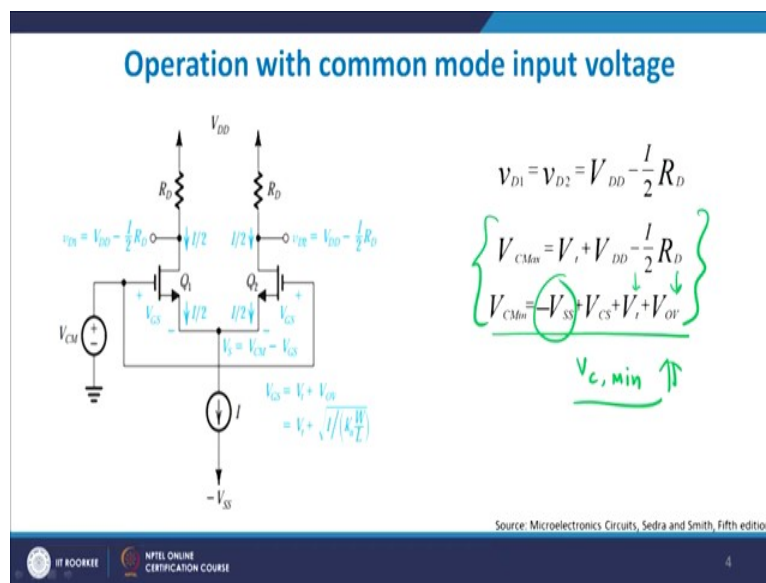 Operation with common mode input voltage
V_DD
R_D R_D
v_D1 = V_DD − I/2 R_D I/2 I/2 v_D2 = V_DD − I/2 R_D
Q_1 Q_2
V_GS I/2 I/2 V_GS
V_CM
V_S = V_CM − V_GS
I
V_GS = V_t + V_OV
= V_t + √(I/(k'_n W/L))
−V_SS
v_D1 = v_D2 = V_DD − I/2 R_D
V_CMax = V_t + V_DD − I/2 R_D
V_CMin = −V_SS + V_CS + V_t + V_OV
V_c, min ⇑
Source: Microelectronics Circuits, Sedra and Smith, Fifth edition
IIT ROORKEE NPTEL ONLINE
CERTIFICATION COURSE
4